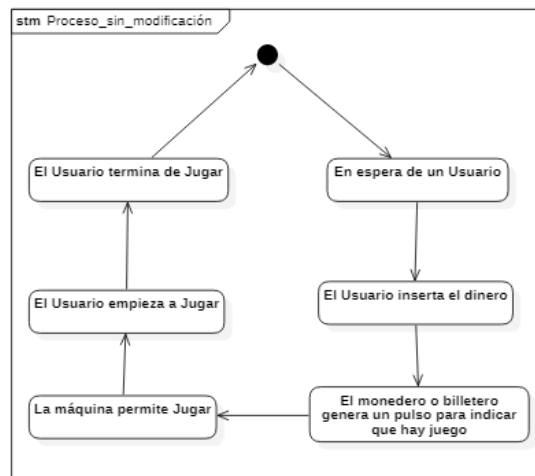 stm Proceso_sin_modificación
El Usuario termina de Jugar
En espera de un Usuario
El Usuario empieza a Jugar
El Usuario inserta el dinero
La máquina permite Jugar
El monedero o billetero
genera un pulso para indicar
que hay juego